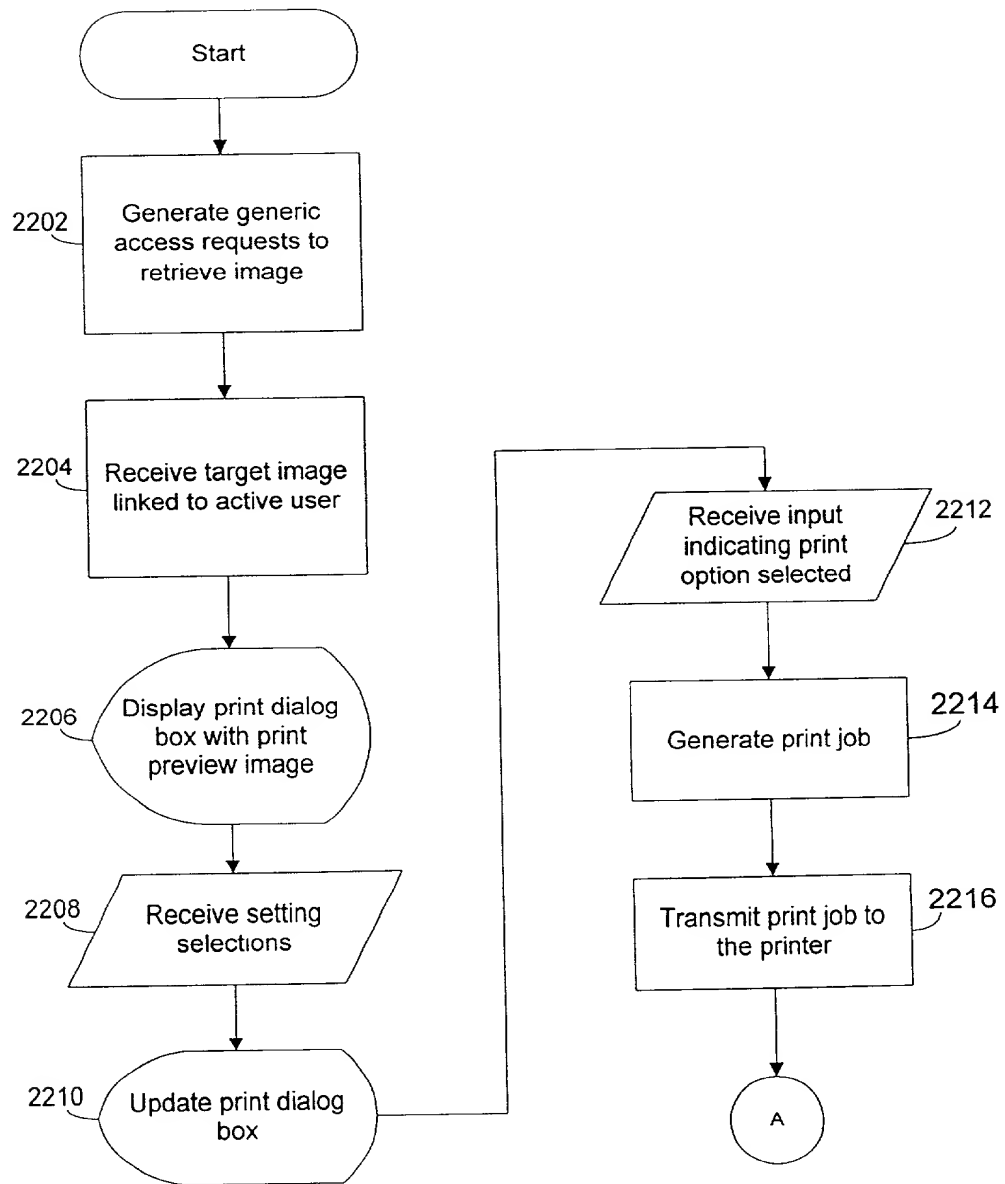 Start
2202
Generate generic
access requests to
retrieve image
2204
Receive target image
linked to active user
2206
Display print dialog
box with print
preview image
2208
Receive setting
selections
2210
Update print dialog
box
2212
Receive input
indicating print
option selected
2214
Generate print job
2216
Transmit print job to
the printer
A